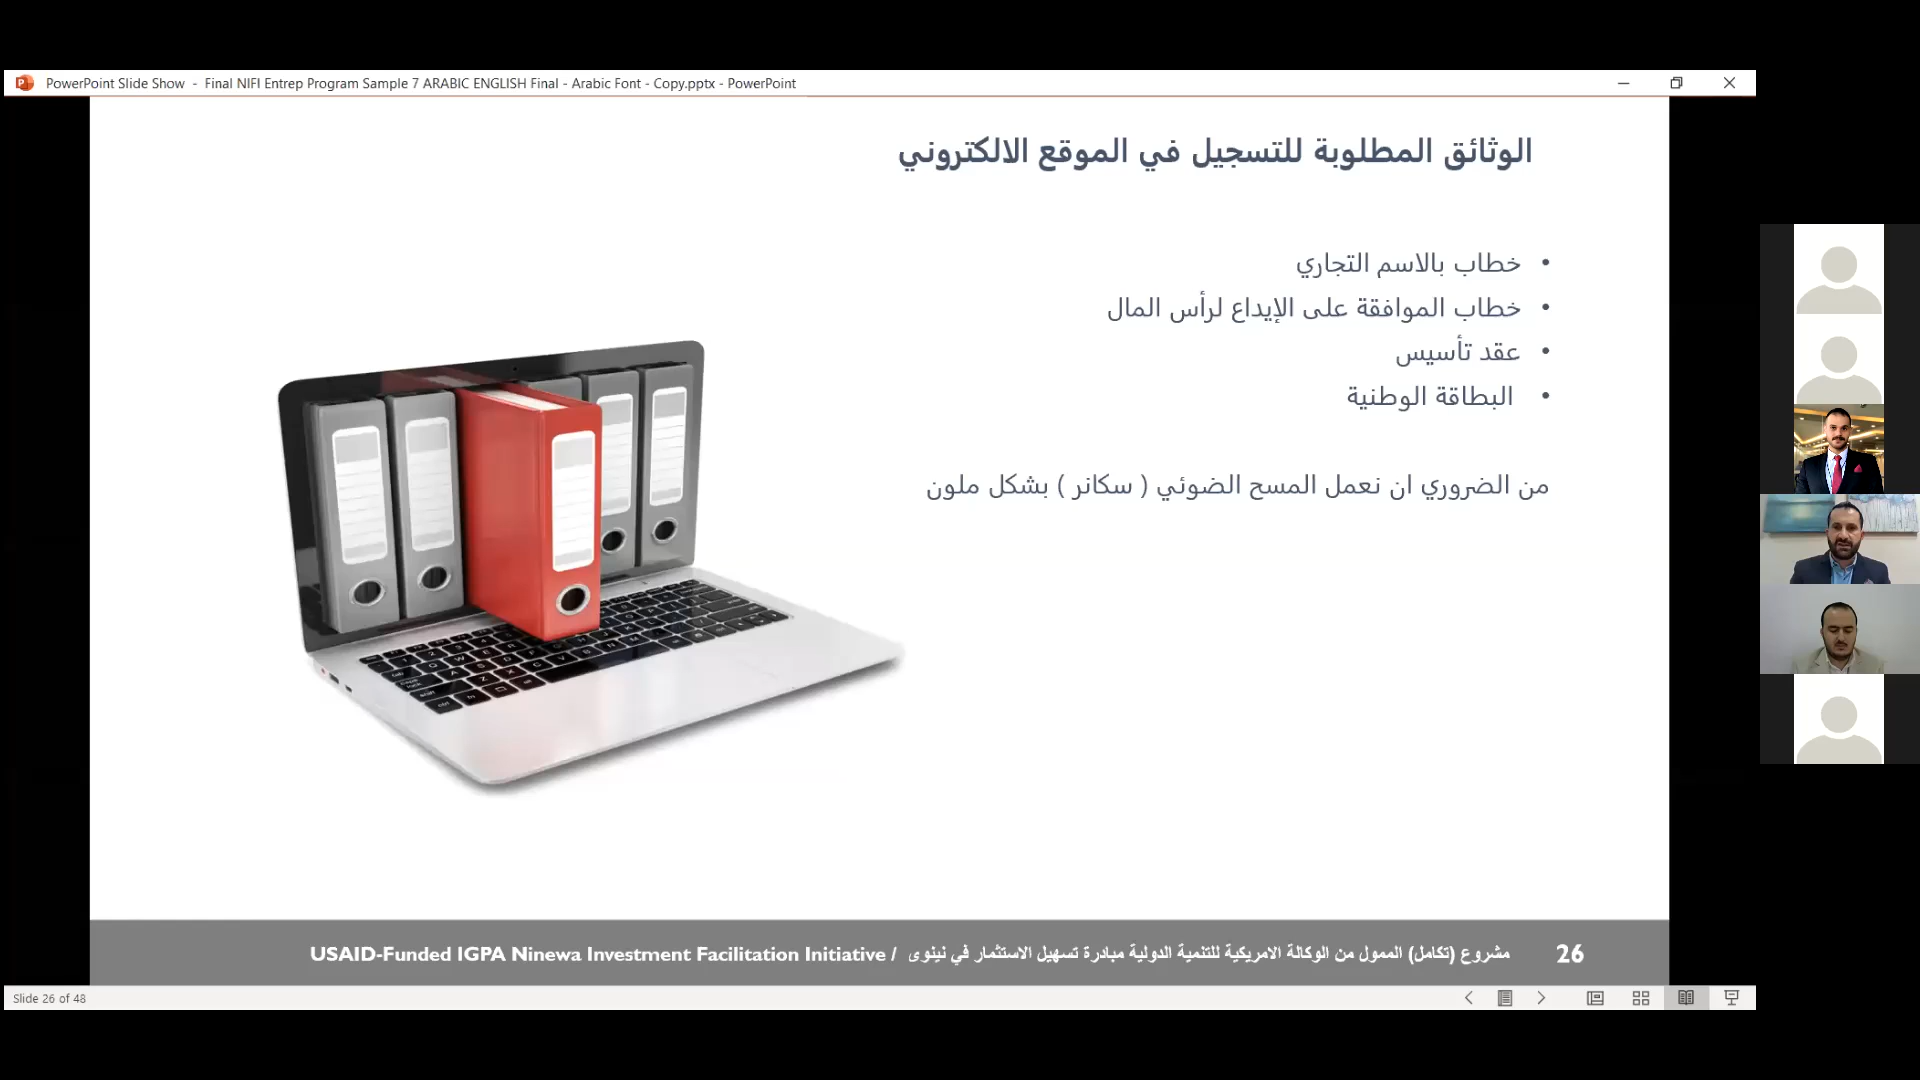 PowerPoint Slide Show - Final NIFI Entrep Program Sample 7 ARABIC ENGLISH Final - Arabic Font - Copy.pptx - PowerPoint
الوثائق المطلوبة للتسجيل في الموقع الالكتروني
• خطاب بالاسم التجاري
• خطاب الموافقة على الإيداع لرأس المال
• عقد تأسيس
• البطاقة الوطنية
من الضروري ان نعمل المسح الضوئي ( سكانر ) بشكل ملون
مشروع (تكامل) الممول من الوكالة الامريكية للتنمية الدولية مبادرة تسهيل الاستثمار في نينوى / USAID-Funded IGPA Ninewa Investment Facilitation Initiative
26
Slide 26 of 48